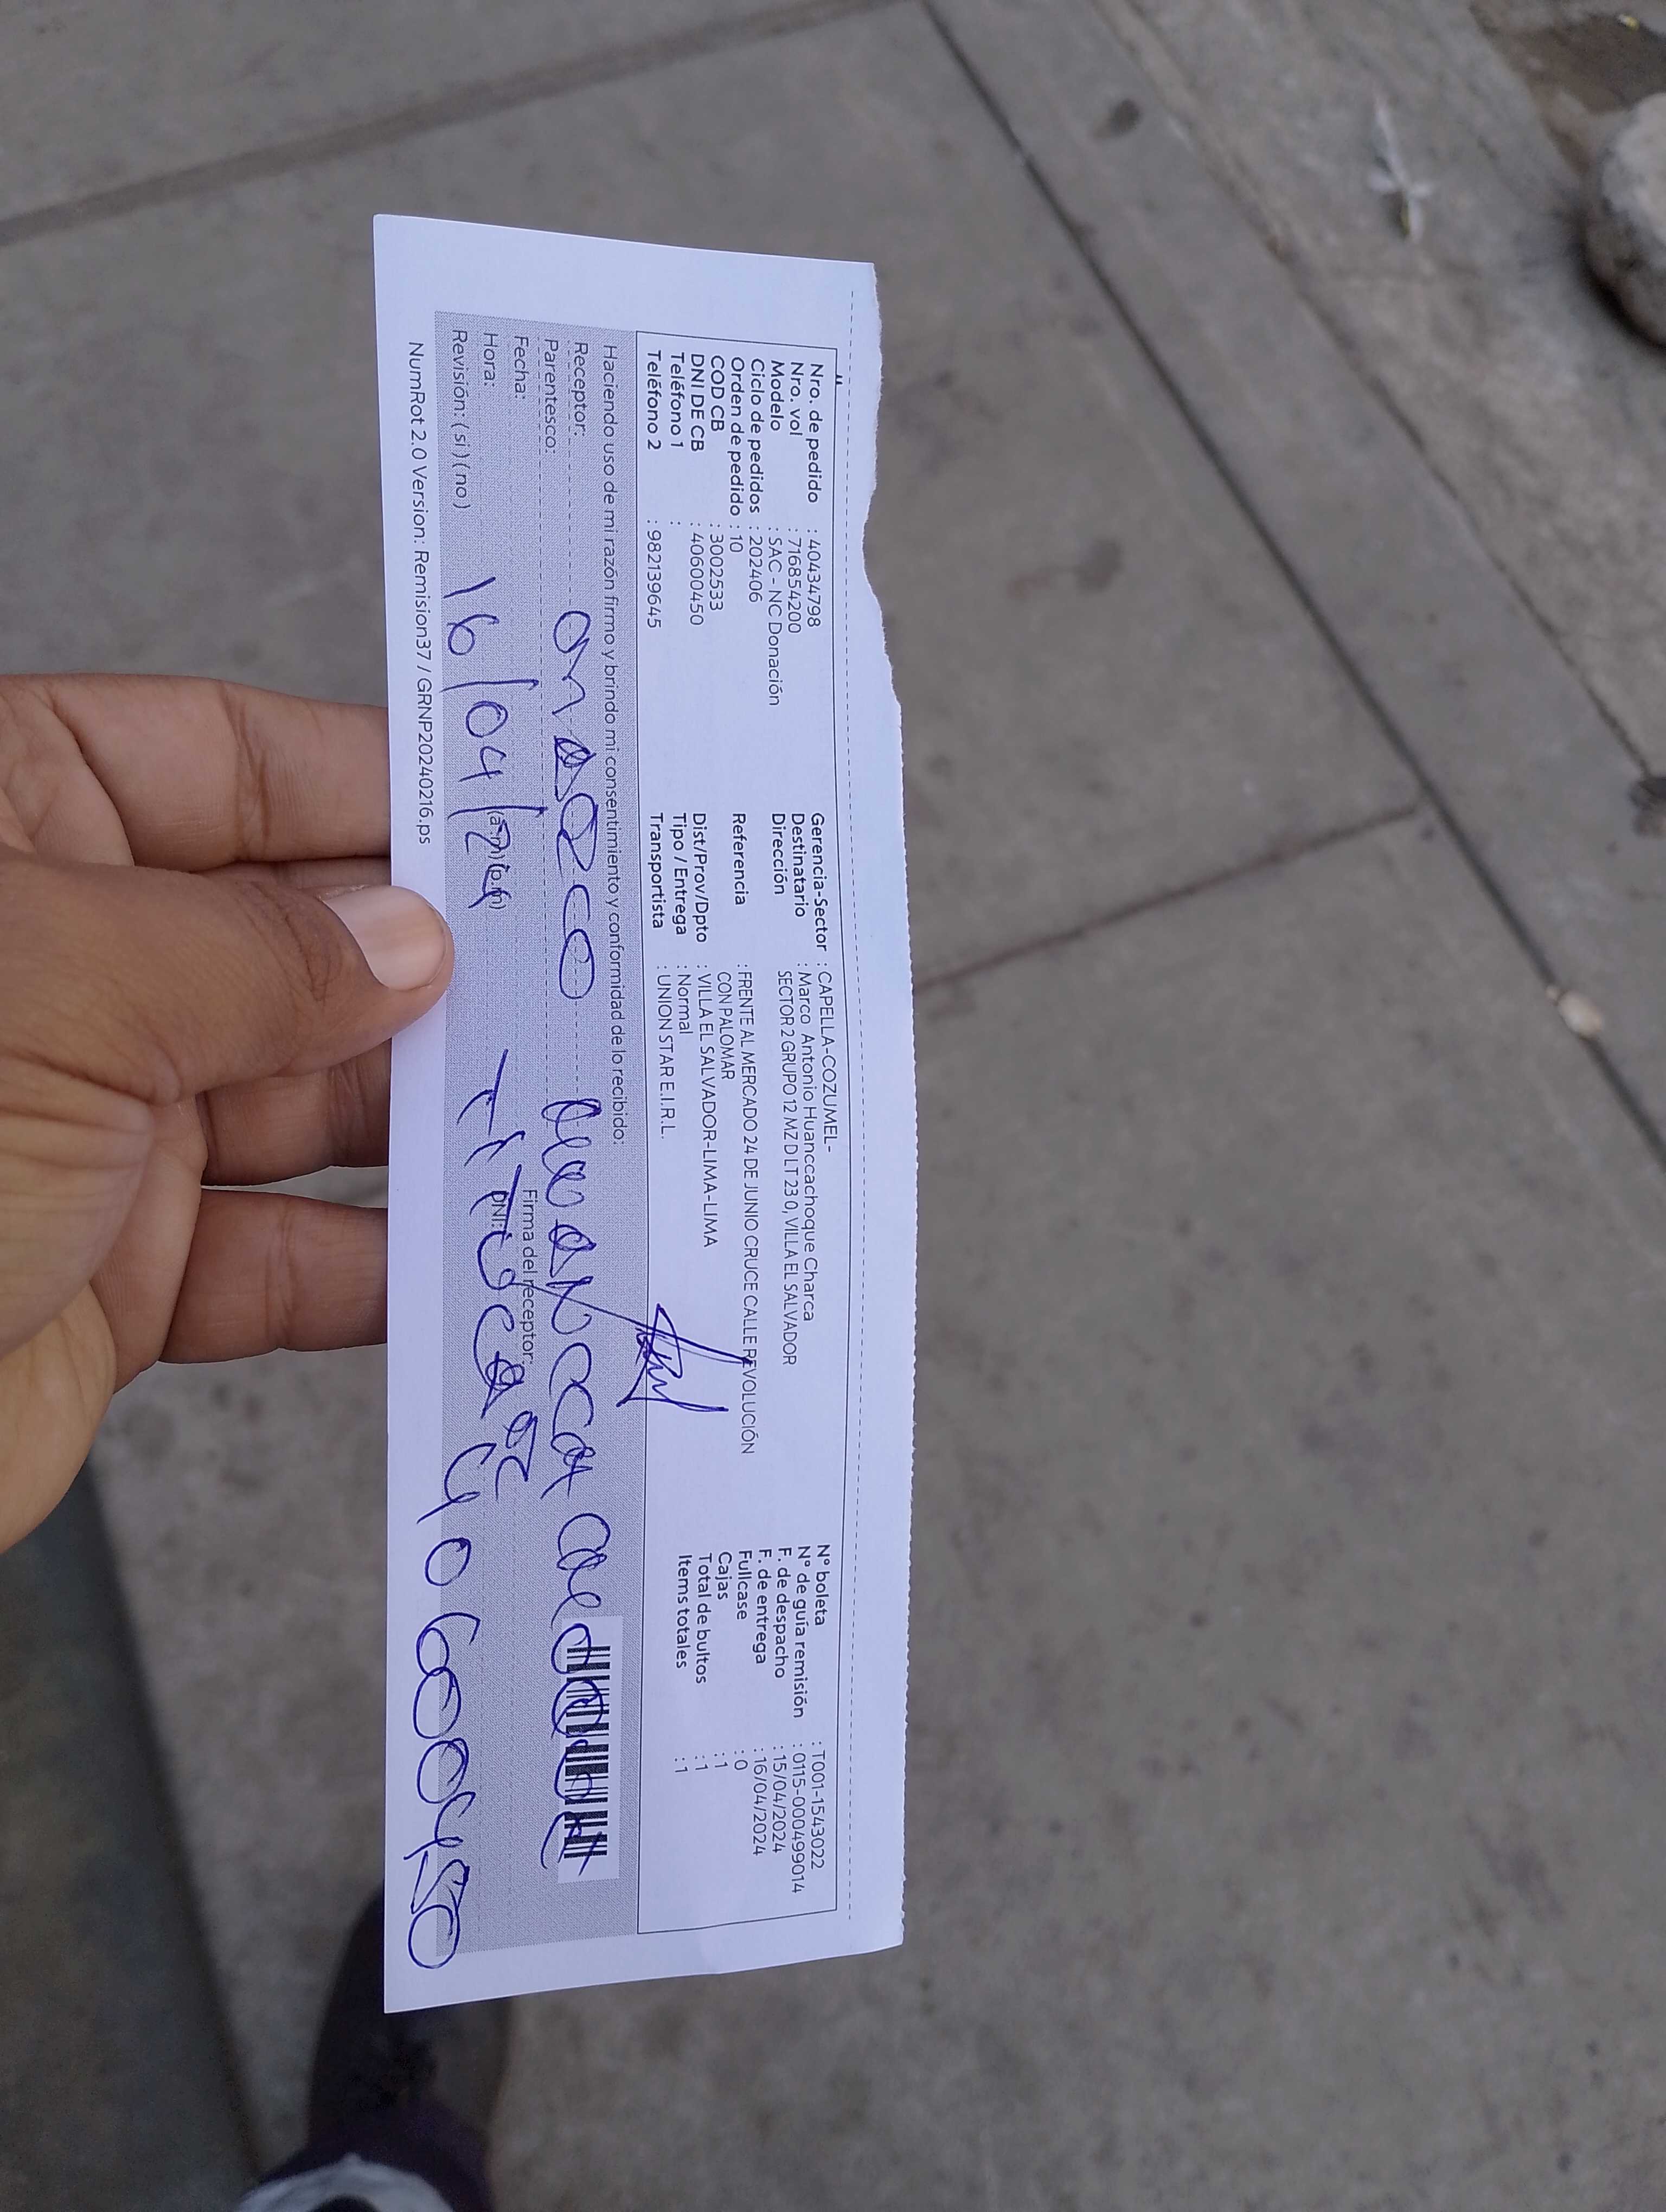 Nro. de pedido : 40434798
Nro. vol : 716854200
Modelo : SAC - NC Donación
Ciclo de pedidos : 202406
Orden de pedido : 10
COD CB : 3002533
DNI DE CB : 40600450
Teléfono 1 :
Teléfono 2 : 982139645
Gerencia-Sector : CAPELLA-COZUMEL-
Destinatario : Marco Antonio Huanccachoque Charca
Dirección SECTOR 2 GRUPO 12 MZ D LT 23 0, VILLA EL SALVADOR
Referencia : FRENTE AL MERCADO 24 DE JUNIO CRUCE CALLE REVOLUCIÓN
CON PALOMAR
Dist/Prov/Dpto : VILLA EL SALVADOR-LIMA-LIMA
Tipo / Entrega : Normal
Transportista : UNION STAR E.I.R.L.
N° boleta : T001-1543022
N° de guía remisión : 0115-000499014
F. de despacho : 15/04/2024
F. de entrega : 16/04/2024
Fullcase : 0
Cajas : 1
Total de bultos : 1
Items totales : 1
Haciendo uso de mi razón firmo y brindo mi consentimiento y conformidad de lo recibido:
Receptor:
Parentesco:
Fecha:
Firma del receptor:
Hora: (a.m) (p.m)
DNI:
Revisión: (si) (no)
16/04/24
40600450
NumRot 2.0 Version: Remision37 / GRNP20240216.ps